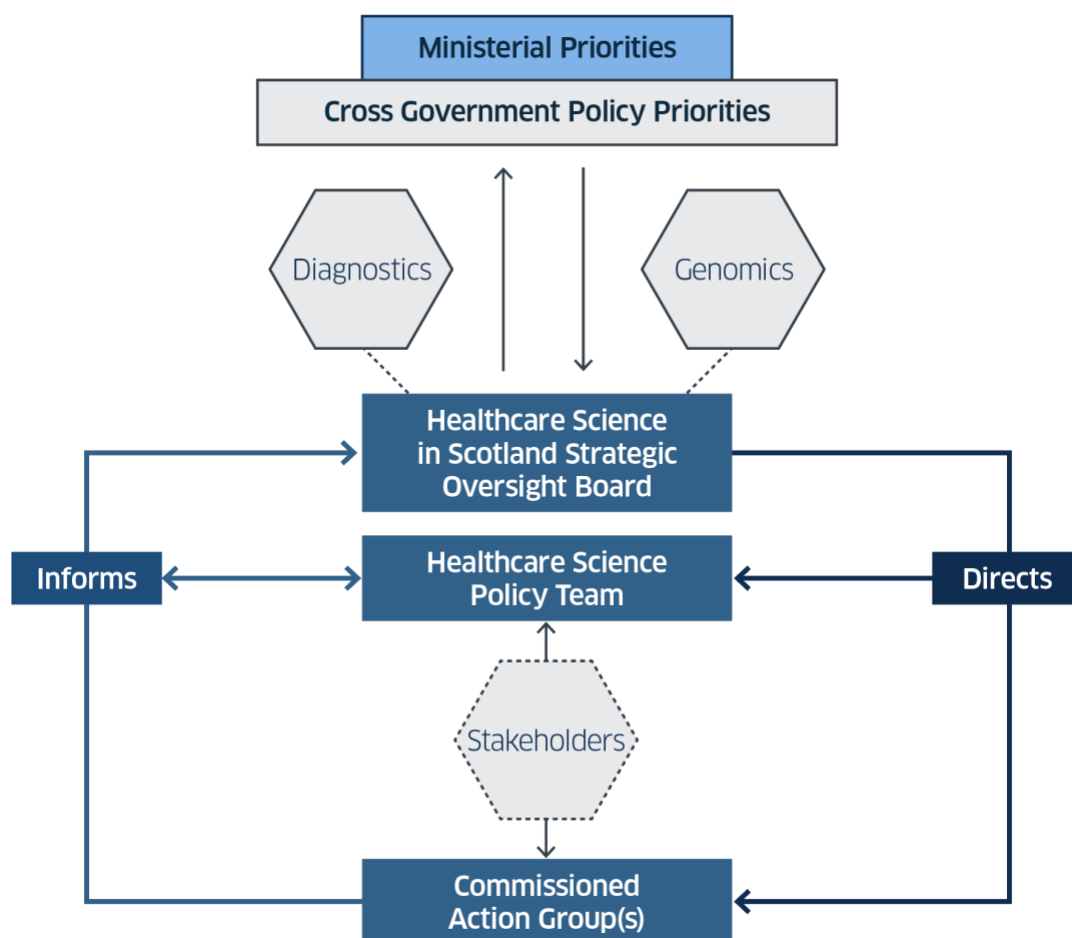 Ministerial Priorities
Cross Government Policy Priorities
Diagnostics
Genomics
Healthcare Science
in Scotland Strategic
Oversight Board
Informs
Healthcare Science
Policy Team
Directs
Stakeholders
Commissioned
Action Group(s)